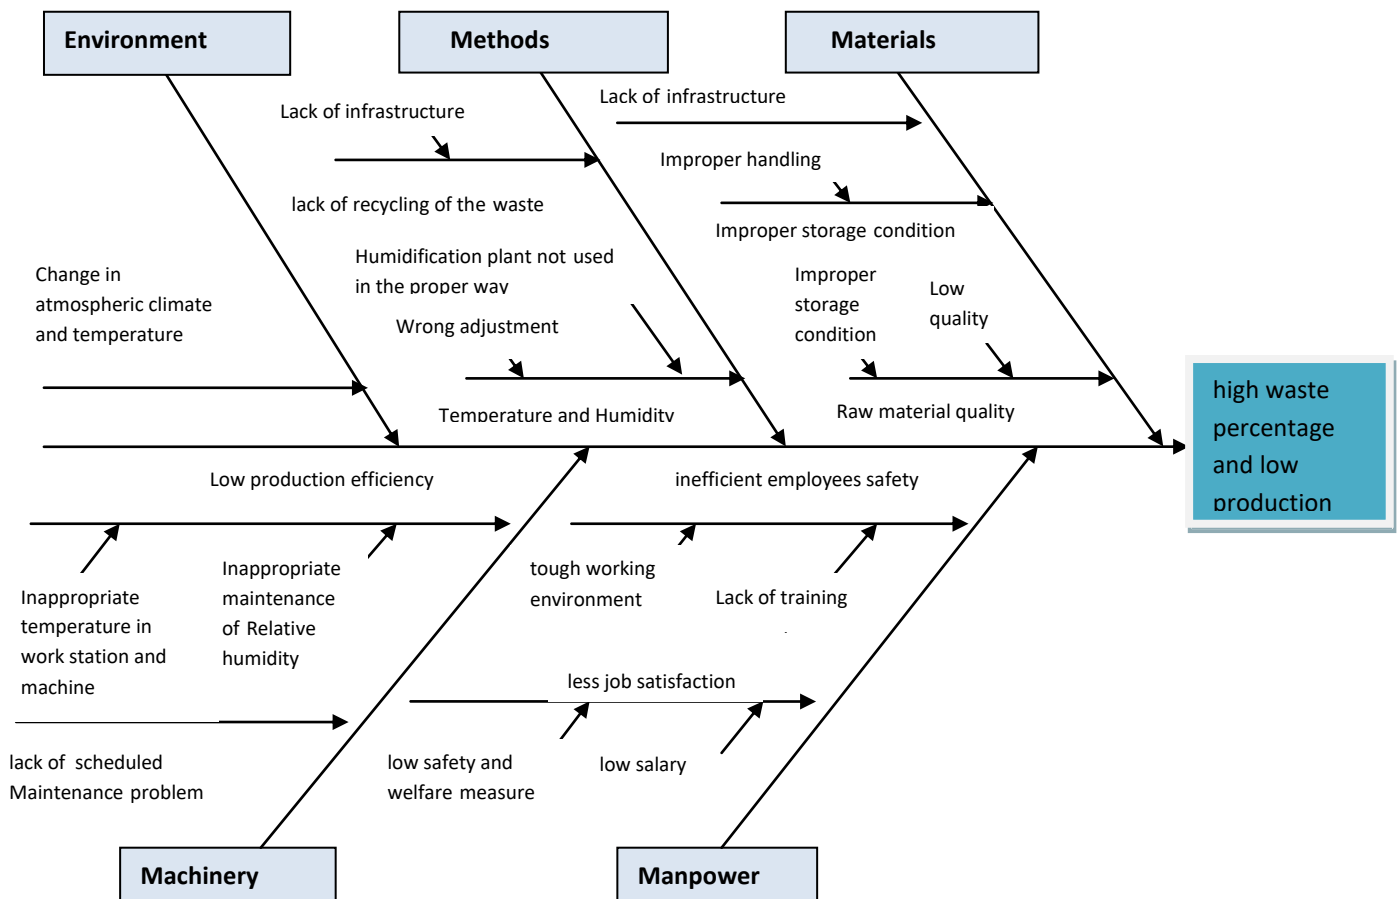 Environment
Methods
Materials
Lack of infrastructure
Lack of infrastructure
Improper handling
lack of recycling of the waste
Improper storage condition
Humidification plant not used
in the proper way
Change in
atmospheric climate
and temperature
Improper
storage
condition
Low
quality
Wrong adjustment
Temperature and Humidity
Raw material quality
high waste
percentage
and low
production
Low production efficiency
inefficient employees safety
Inappropriate
temperature in
work station and
machine
Inappropriate
maintenance
of Relative
humidity
tough working
environment
Lack of training
less job satisfaction
lack of scheduled
Maintenance problem
low safety and
welfare measure
low salary
Machinery
Manpower